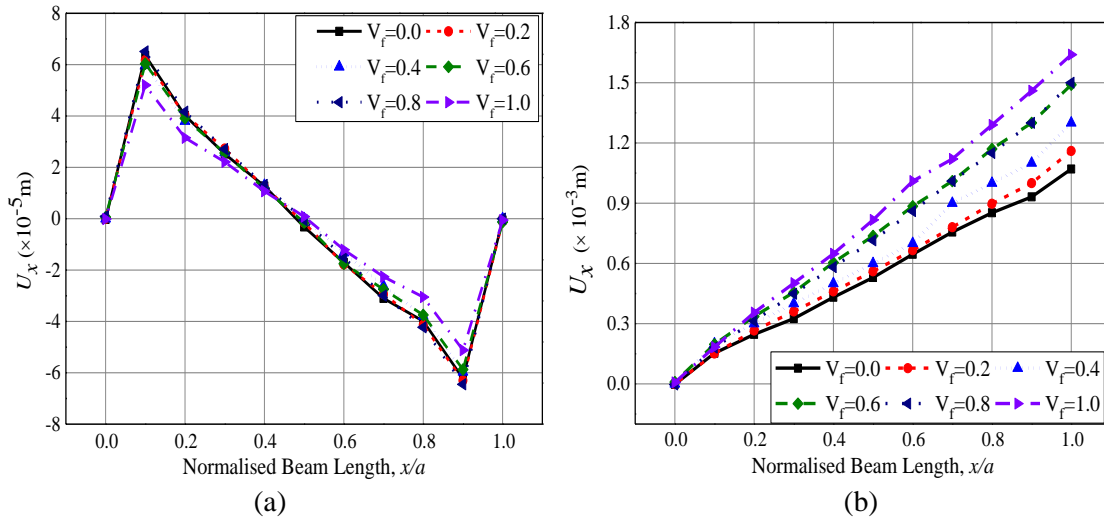 8
6
4
2
0
-2
-4
-6
-8
U_x (× 10^-5 m)
V_f=0.0 V_f=0.2
V_f=0.4 V_f=0.6
V_f=0.8 V_f=1.0
0.0 0.2 0.4 0.6 0.8 1.0
Normalised Beam Length, x/a
(a)
1.8
1.5
1.2
0.9
0.6
0.3
0.0
U_x (× 10^-3 m)
V_f=0.0 V_f=0.2 V_f=0.4
V_f=0.6 V_f=0.8 V_f=1.0
0.0 0.2 0.4 0.6 0.8 1.0
Normalised Beam Length, x/a
(b)